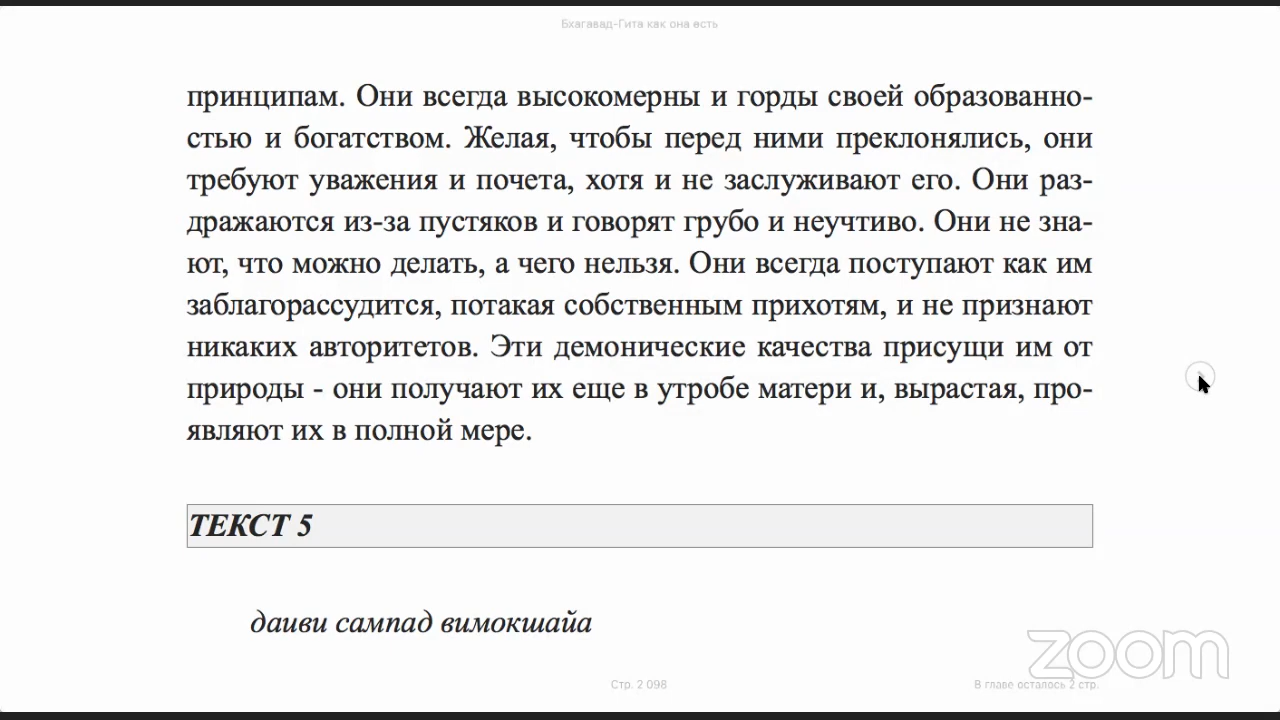 Бхагавад-Гита как она есть
принципам. Они всегда высокомерны и горды своей образованно-
стью и богатством. Желая, чтобы перед ними преклонялись, они
требуют уважения и почета, хотя и не заслуживают его. Они раз-
дражаются из-за пустяков и говорят грубо и неучтиво. Они не зна-
ют, что можно делать, а чего нельзя. Они всегда поступают как им
заблагорассудится, потакая собственным прихотям, и не признают
никаких авторитетов. Эти демонические качества присущи им от
природы - они получают их еще в утробе матери и, вырастая, про-
являют их в полной мере.
ТЕКСТ 5
даиви сампад вимокшайа
zoom
Стр. 2 098
В главе осталось 2 стр.